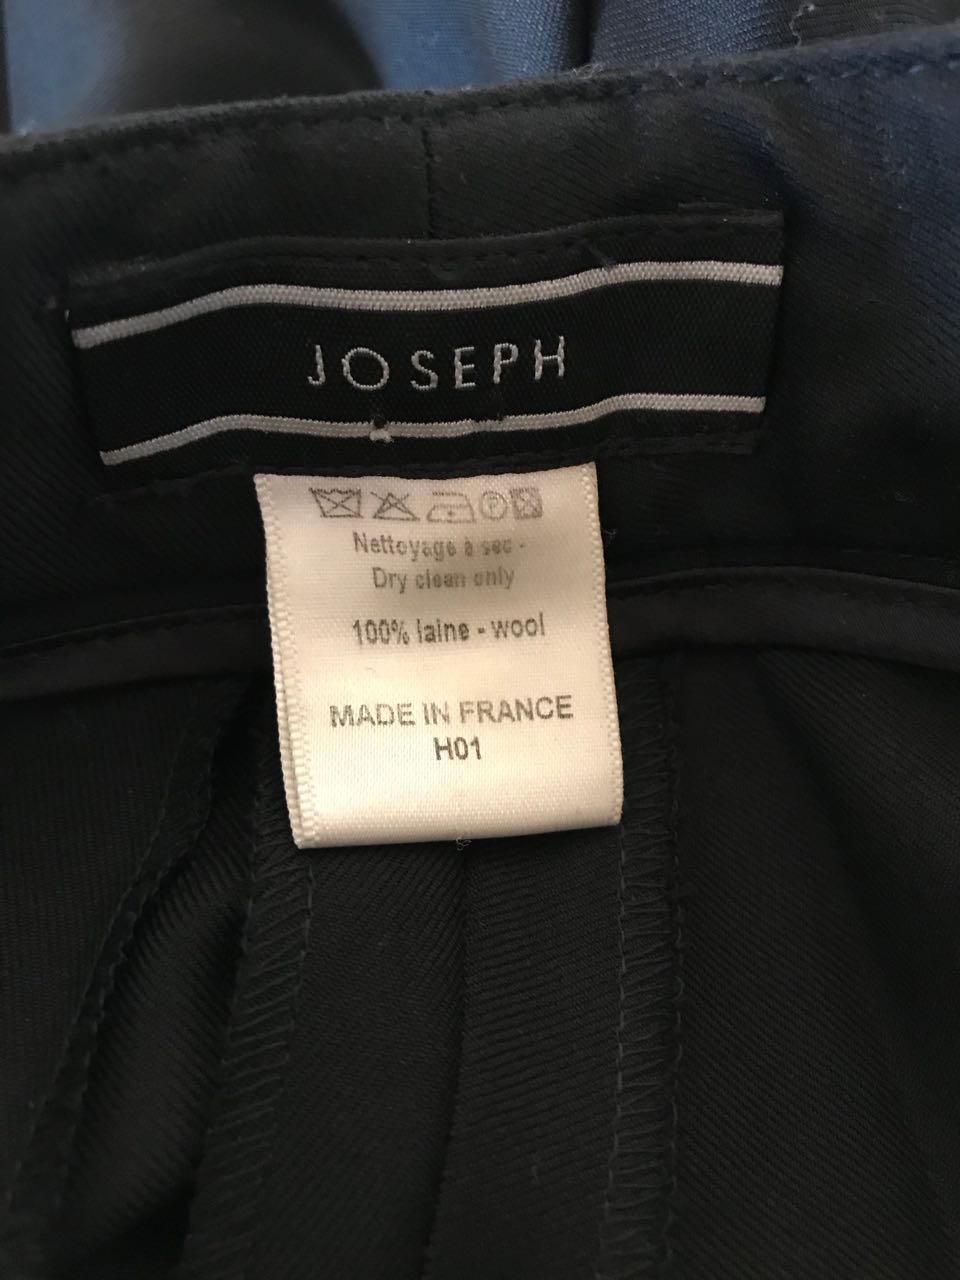 JOSEPH
P
Nettoyage à sec -
Dry clean only
100% laine - wool
MADE IN FRANCE
H01